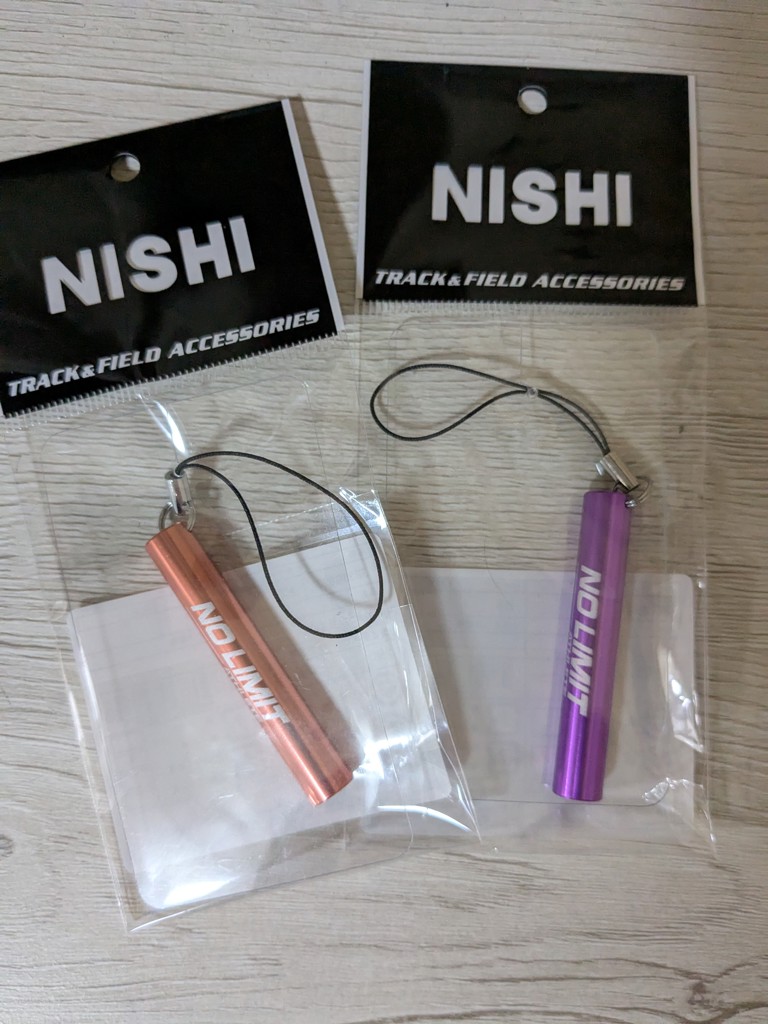 NISHI
TRACK&FIELD ACCESSORIES
NO LIMIT
NISHI
TRACK&FIELD ACCESSORIES
NO LIMIT